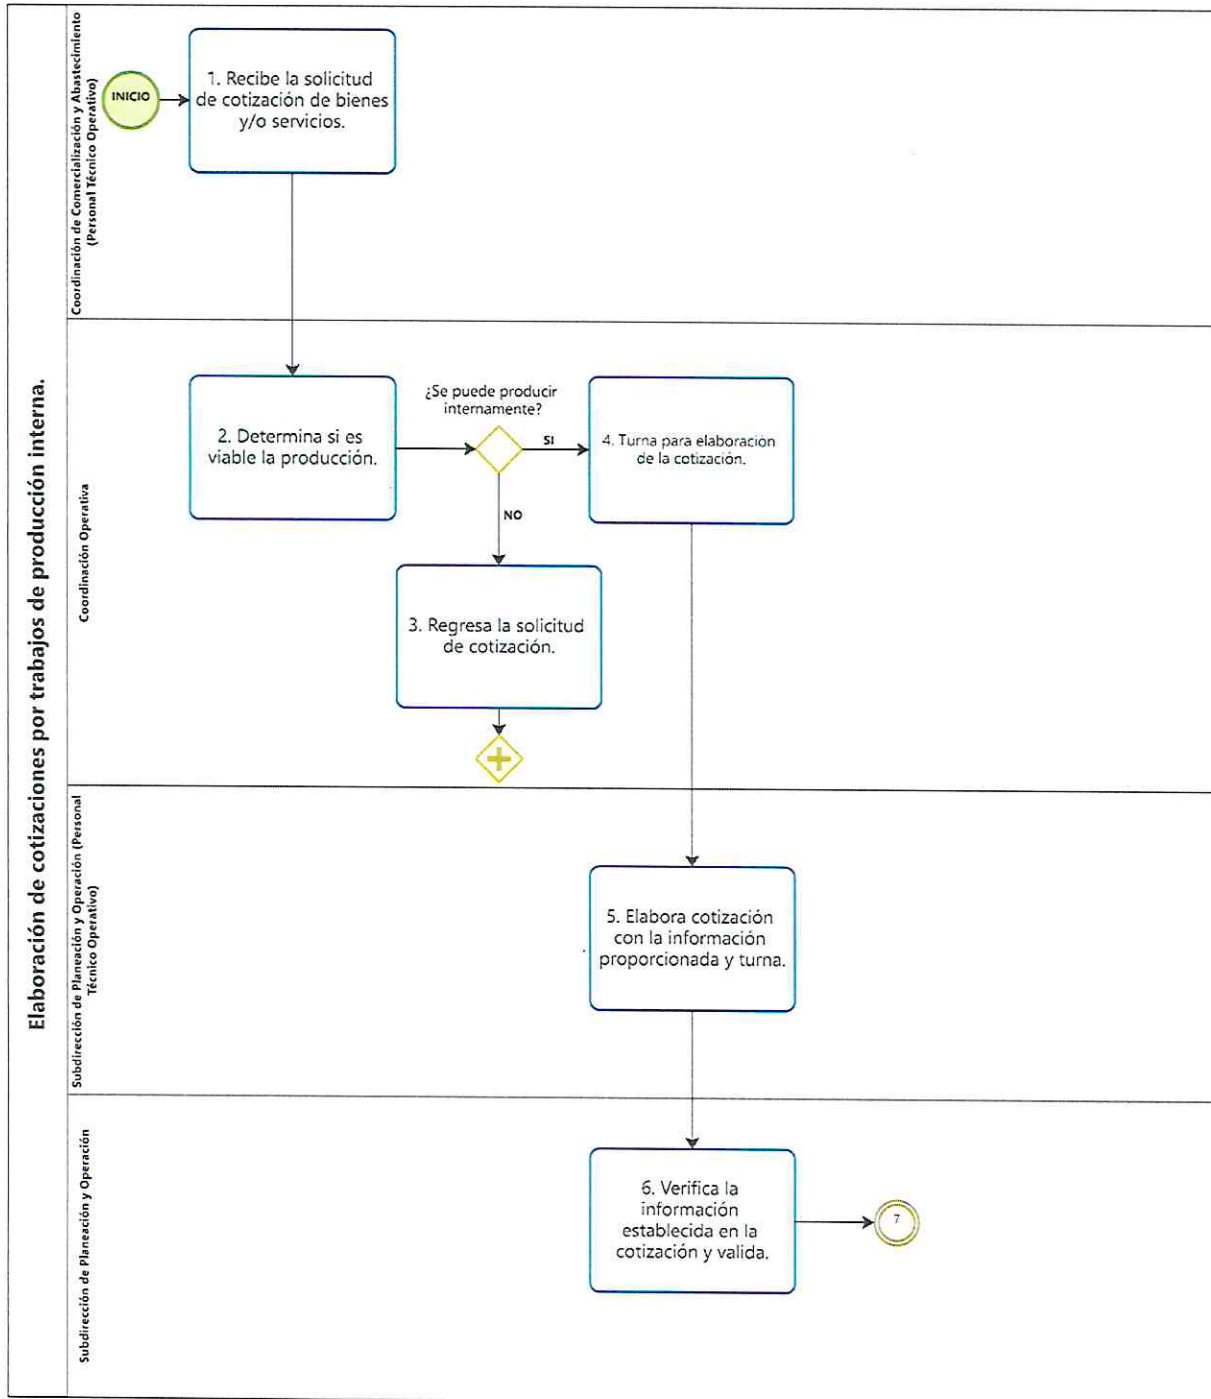 Elaboración de cotizaciones por trabajos de producción interna.
Coordinación de Comercialización y Abastecimiento
(Personal Técnico Operativo)
INICIO
1. Recibe la solicitud
de cotización de bienes
y/o servicios.
Coordinación Operativa
2. Determina si es
viable la producción.
¿Se puede producir
internamente?
SI
NO
4. Turna para elaboración
de la cotización.
3. Regresa la solicitud
de cotización.
Subdirección de Planeación y Operación (Personal
Técnico Operativo)
5. Elabora cotización
con la información
proporcionada y turna.
Subdirección de Planeación y Operación
6. Verifica la
información
establecida en la
cotización y valida.
7